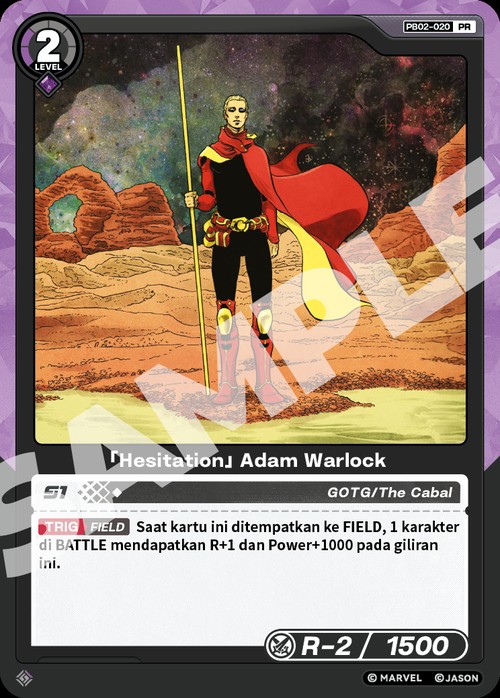 PB02-020 PR
2
LEVEL
「Hesitation」 Adam Warlock
S1
GOTG/The Cabal
TRIG FIELD Saat kartu ini ditempatkan ke FIELD, 1 karakter
di BATTLE mendapatkan R+1 dan Power+1000 pada giliran
ini.
R-2 / 1500
© MARVEL ©JASON
SAMPLE